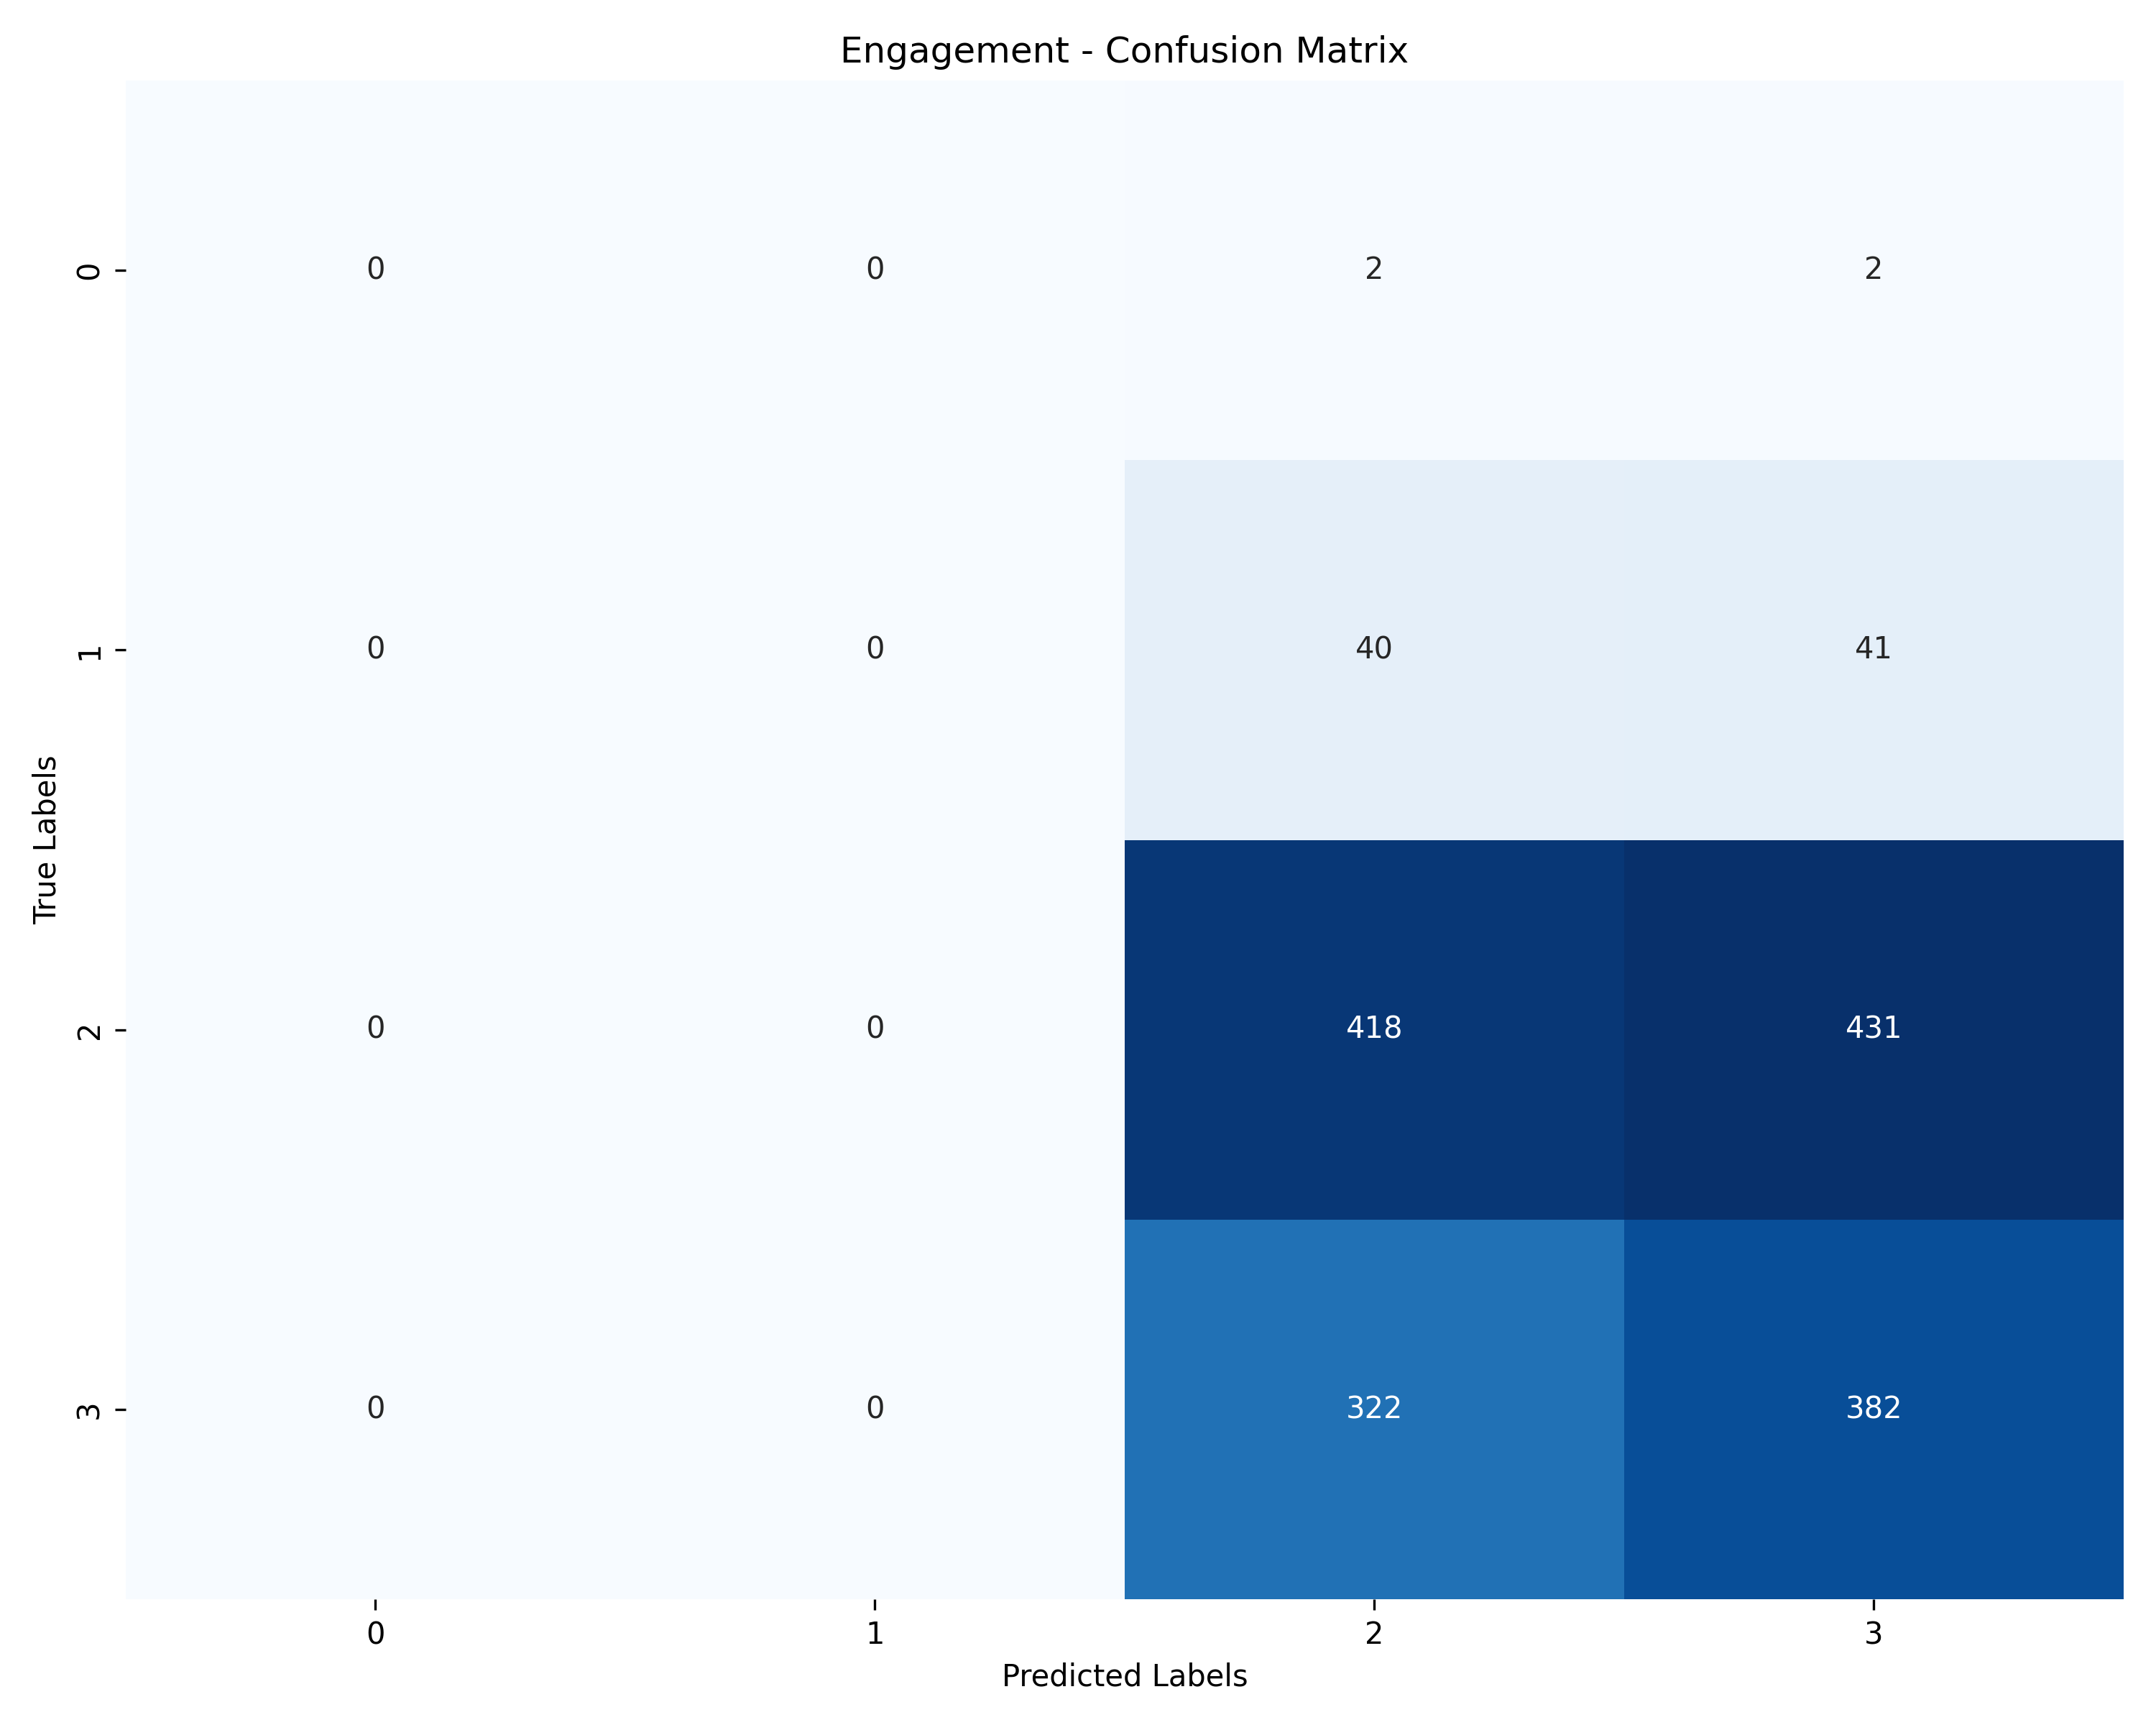 Engagement - Confusion Matrix
True Labels
0 0 0 2 2
1 0 0 40 41
2 0 0 418 431
3 0 0 322 382
0 1 2 3
Predicted Labels